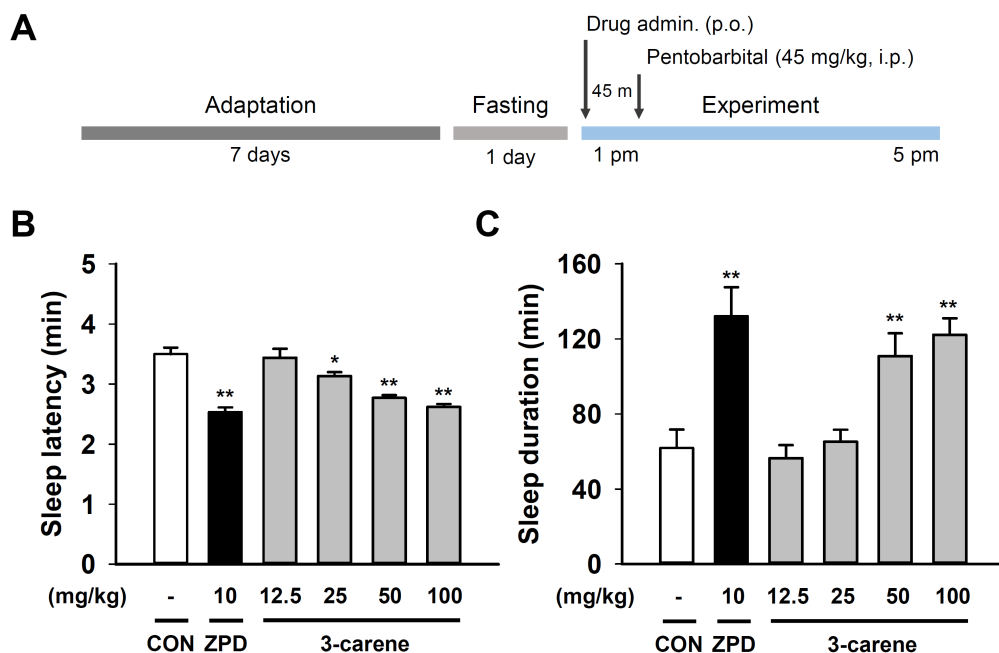 A
Drug admin. (p.o.)
Pentobarbital (45 mg/kg, i.p.)
45 m
Adaptation
Fasting
Experiment
7 days
1 day
1 pm
5 pm
B
Sleep latency (min)
5
4
3
2
1
0
**
*
**
**
(mg/kg)
- 10 12.5 25 50 100
CON ZPD 3-carene
C
Sleep duration (min)
160
120
80
40
0
**
**
**
(mg/kg)
- 10 12.5 25 50 100
CON ZPD 3-carene